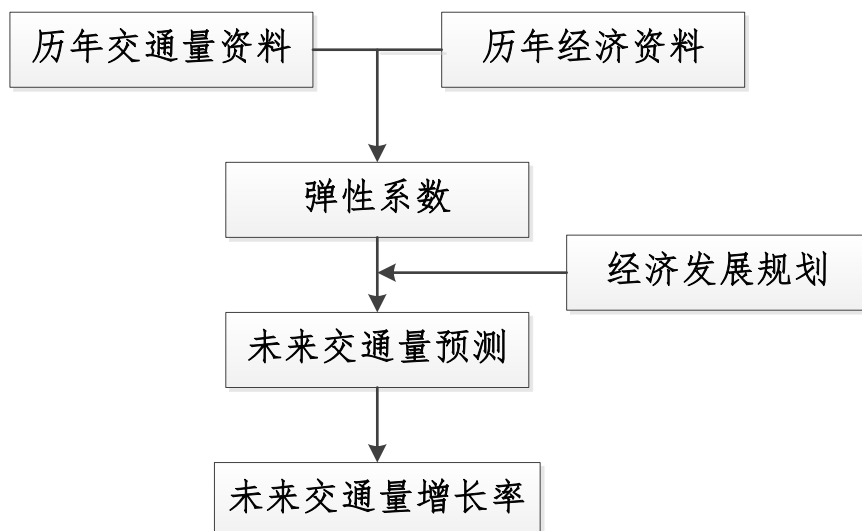 历年交通量资料
历年经济资料
弹性系数
经济发展规划
未来交通量预测
未来交通量增长率